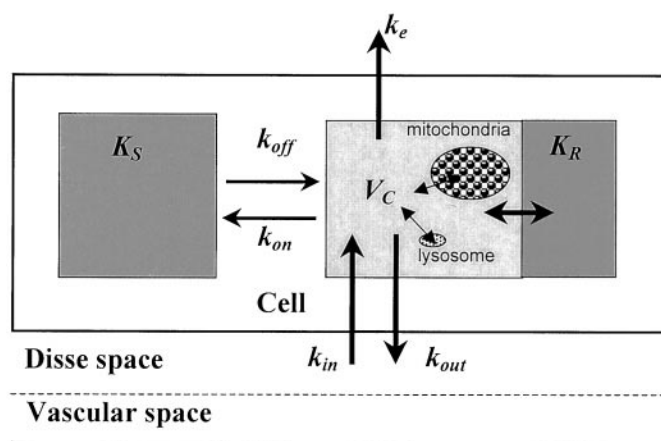 k_e
mitochondria
K_S
k_off
K_R
V_C
k_on
lysosome
Cell
Disse space
k_in
k_out
Vascular space